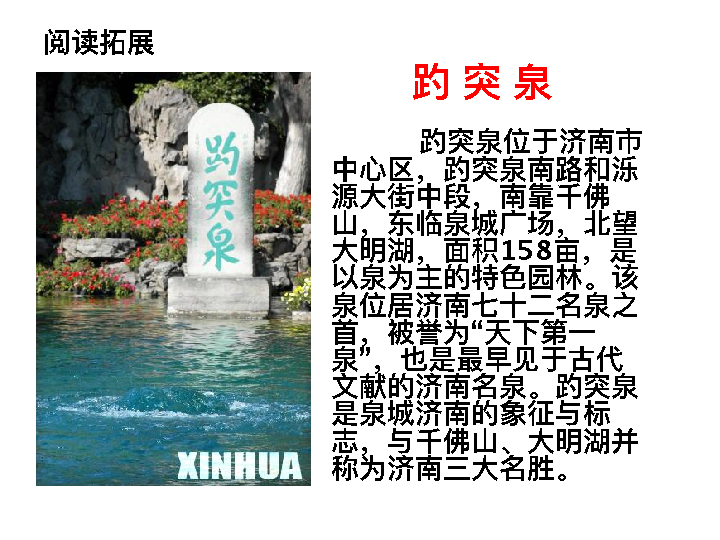 阅读拓展
趵突泉
趵突泉
XINHUA
趵突泉位于济南市
中心区，趵突泉南路和泺
源大街中段，南靠千佛
山，东临泉城广场，北望
大明湖，面积158亩，是
以泉为主的特色园林。该
泉位居济南七十二名泉之
首，被誉为“天下第一
泉”，也是最早见于古代
文献的济南名泉。趵突泉
是泉城济南的象征与标
志，与千佛山、大明湖并
称为济南三大名胜。